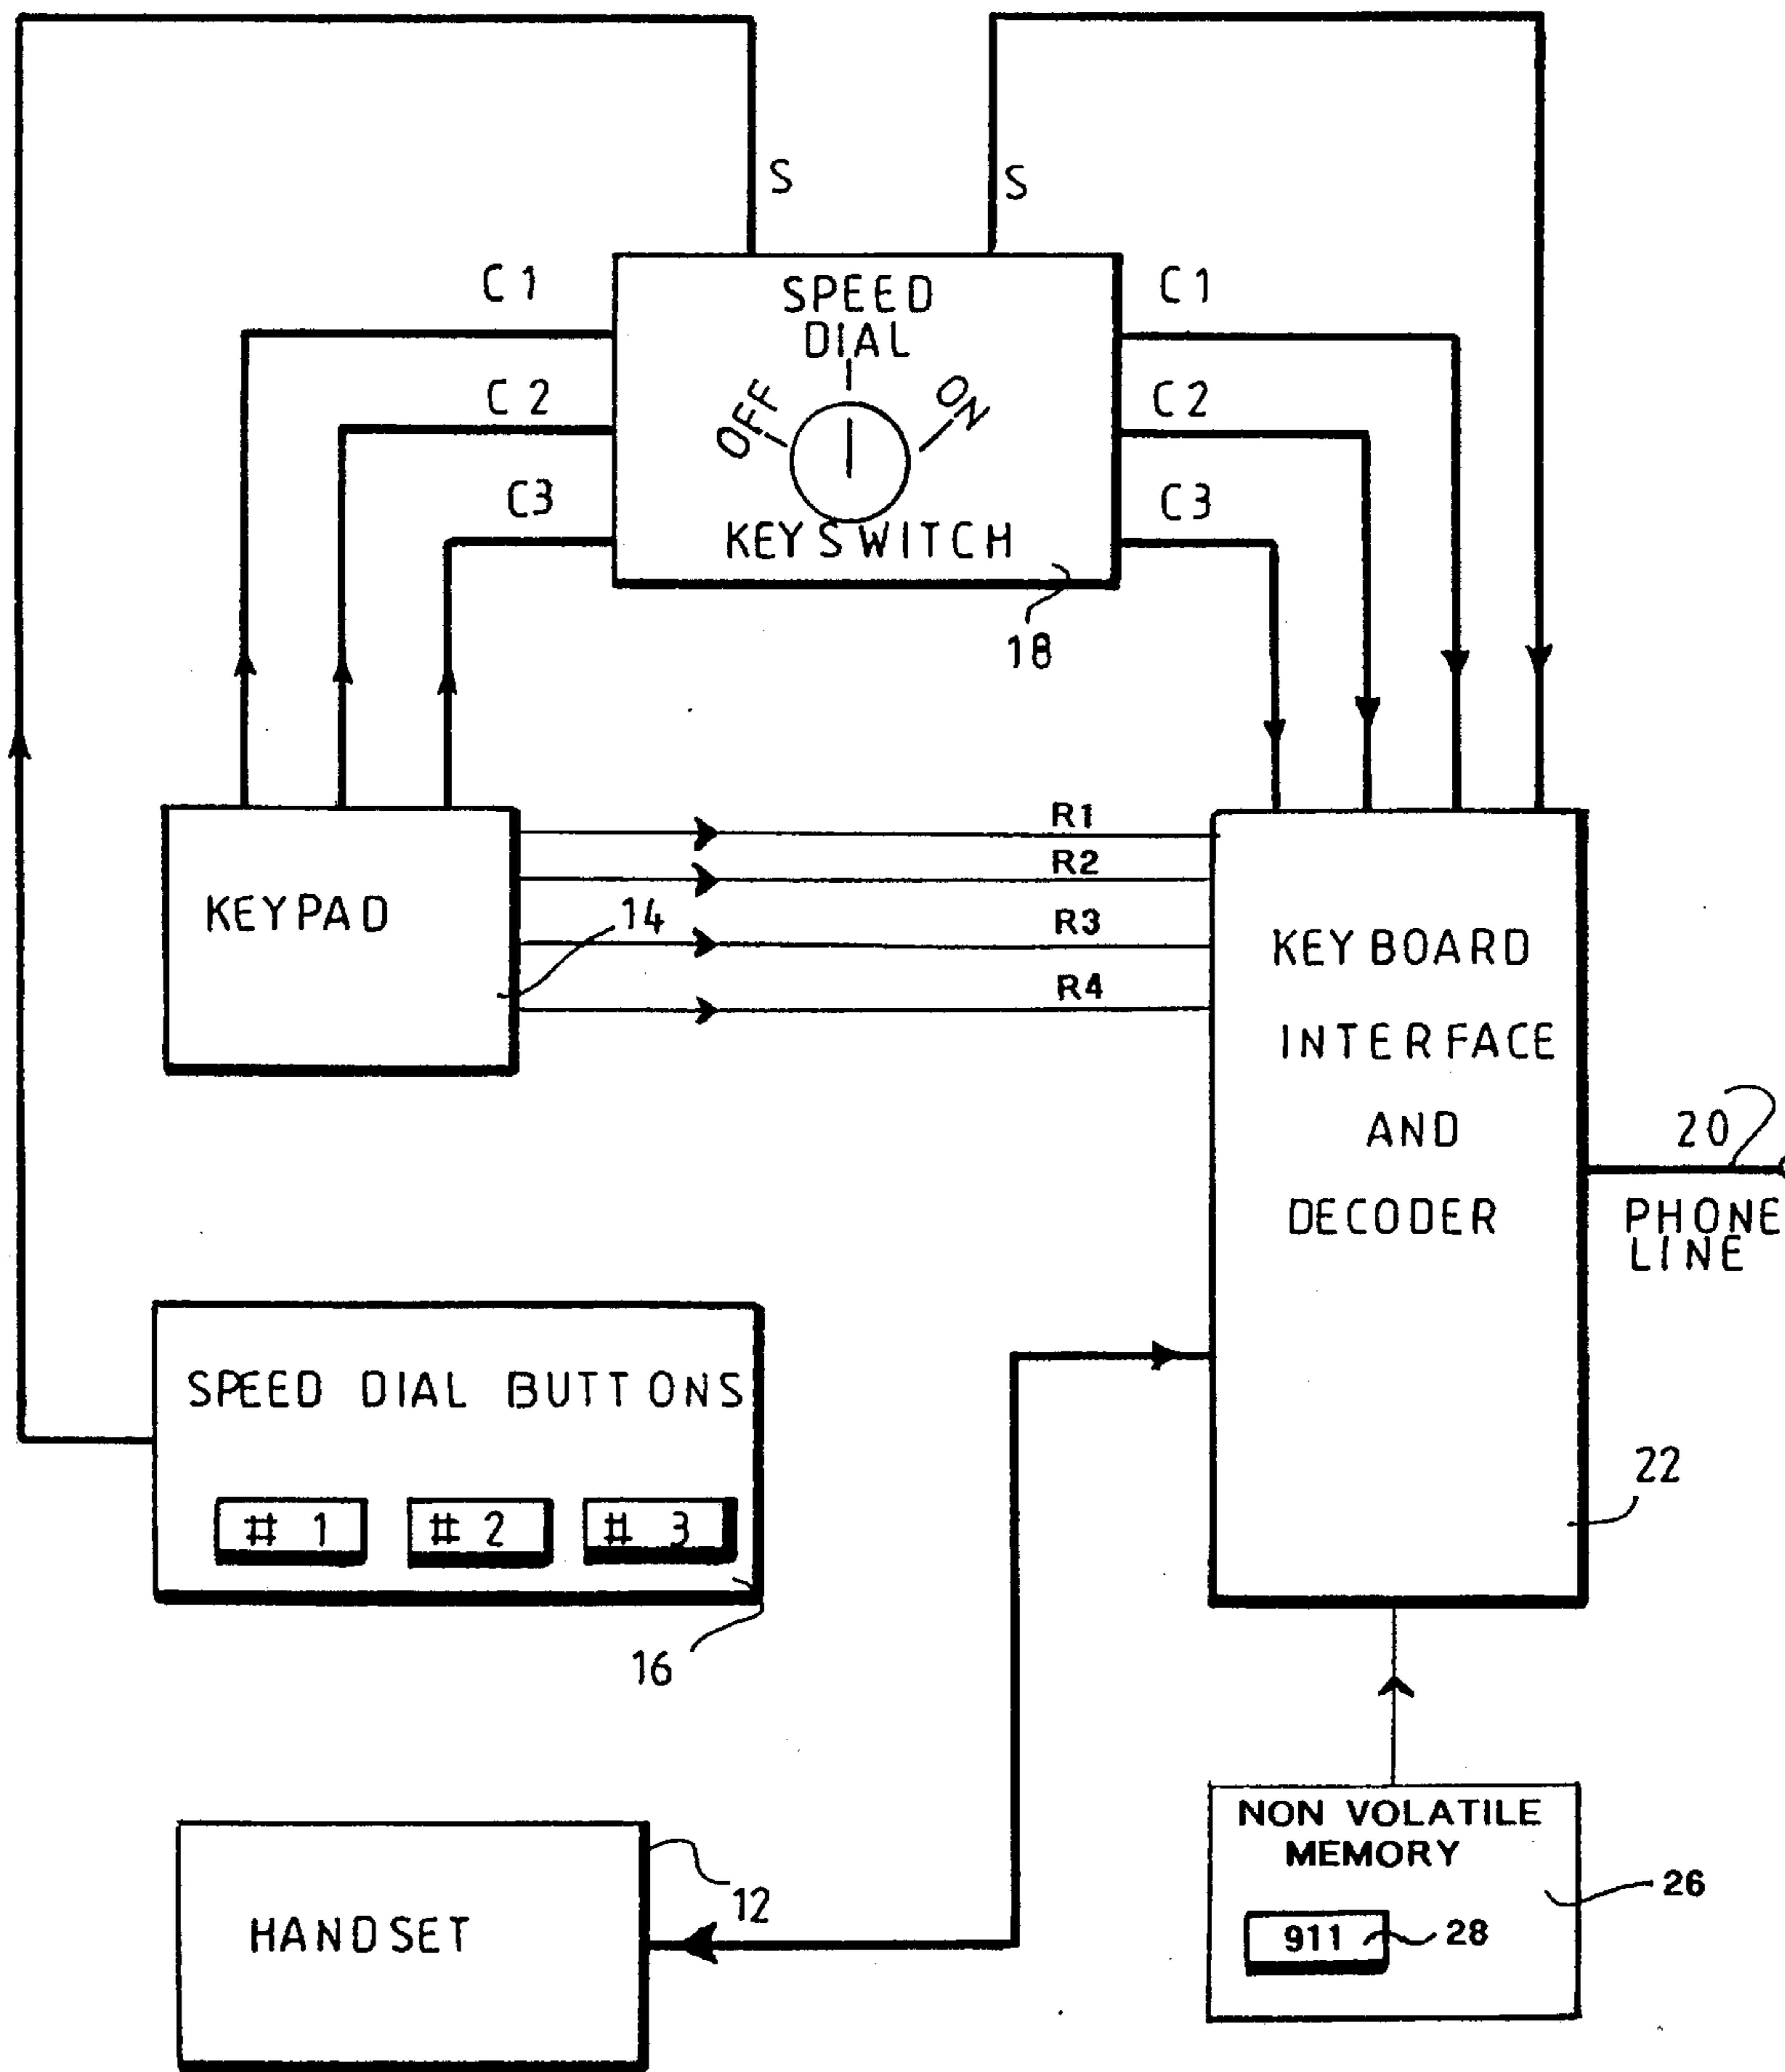 S
S
C1
SPEED
DIAL
C1
C2
OFF
ON
C2
C3
KEYSWITCH
C3
18
R1
R2
KEYPAD
14
R3
KEYBOARD
R4
INTERFACE
AND
20
DECODER
PHONE
LINE
SPEED DIAL BUTTONS
22
# 1
# 2
# 3
16
NON VOLATILE
MEMORY
26
12
HANDSET
911
28